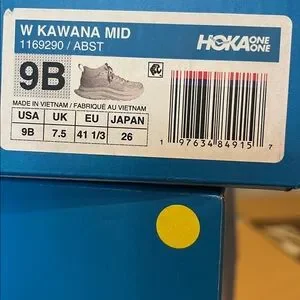 W KAWANA MID
1169290 / ABST
HOKA ONE ONE
9B
MADE IN VIETNAM / FABRIQUÉ AU VIETNAM
USA UK EU JAPAN
9B 7.5 41 1/3 26
1 97634 84915 7